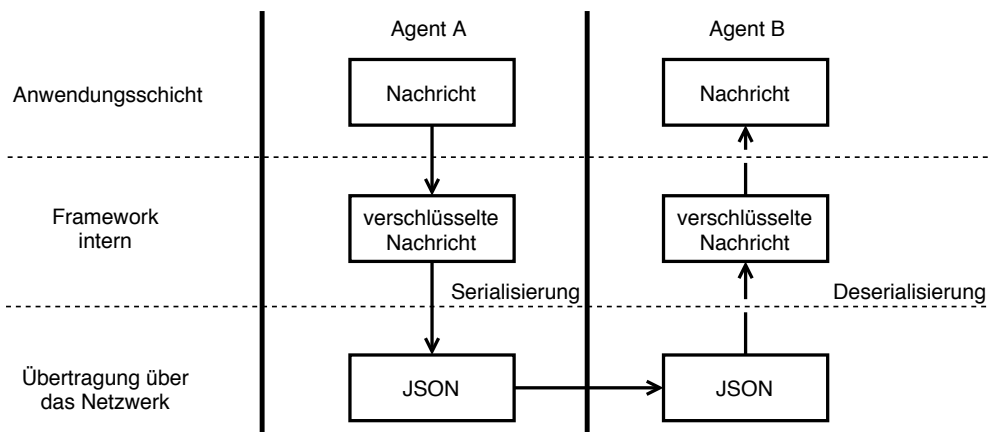 Agent A
Agent B
Anwendungsschicht
Nachricht
Nachricht
Framework
intern
verschlüsselte
Nachricht
verschlüsselte
Nachricht
Serialisierung
Deserialisierung
Übertragung über
das Netzwerk
JSON
JSON